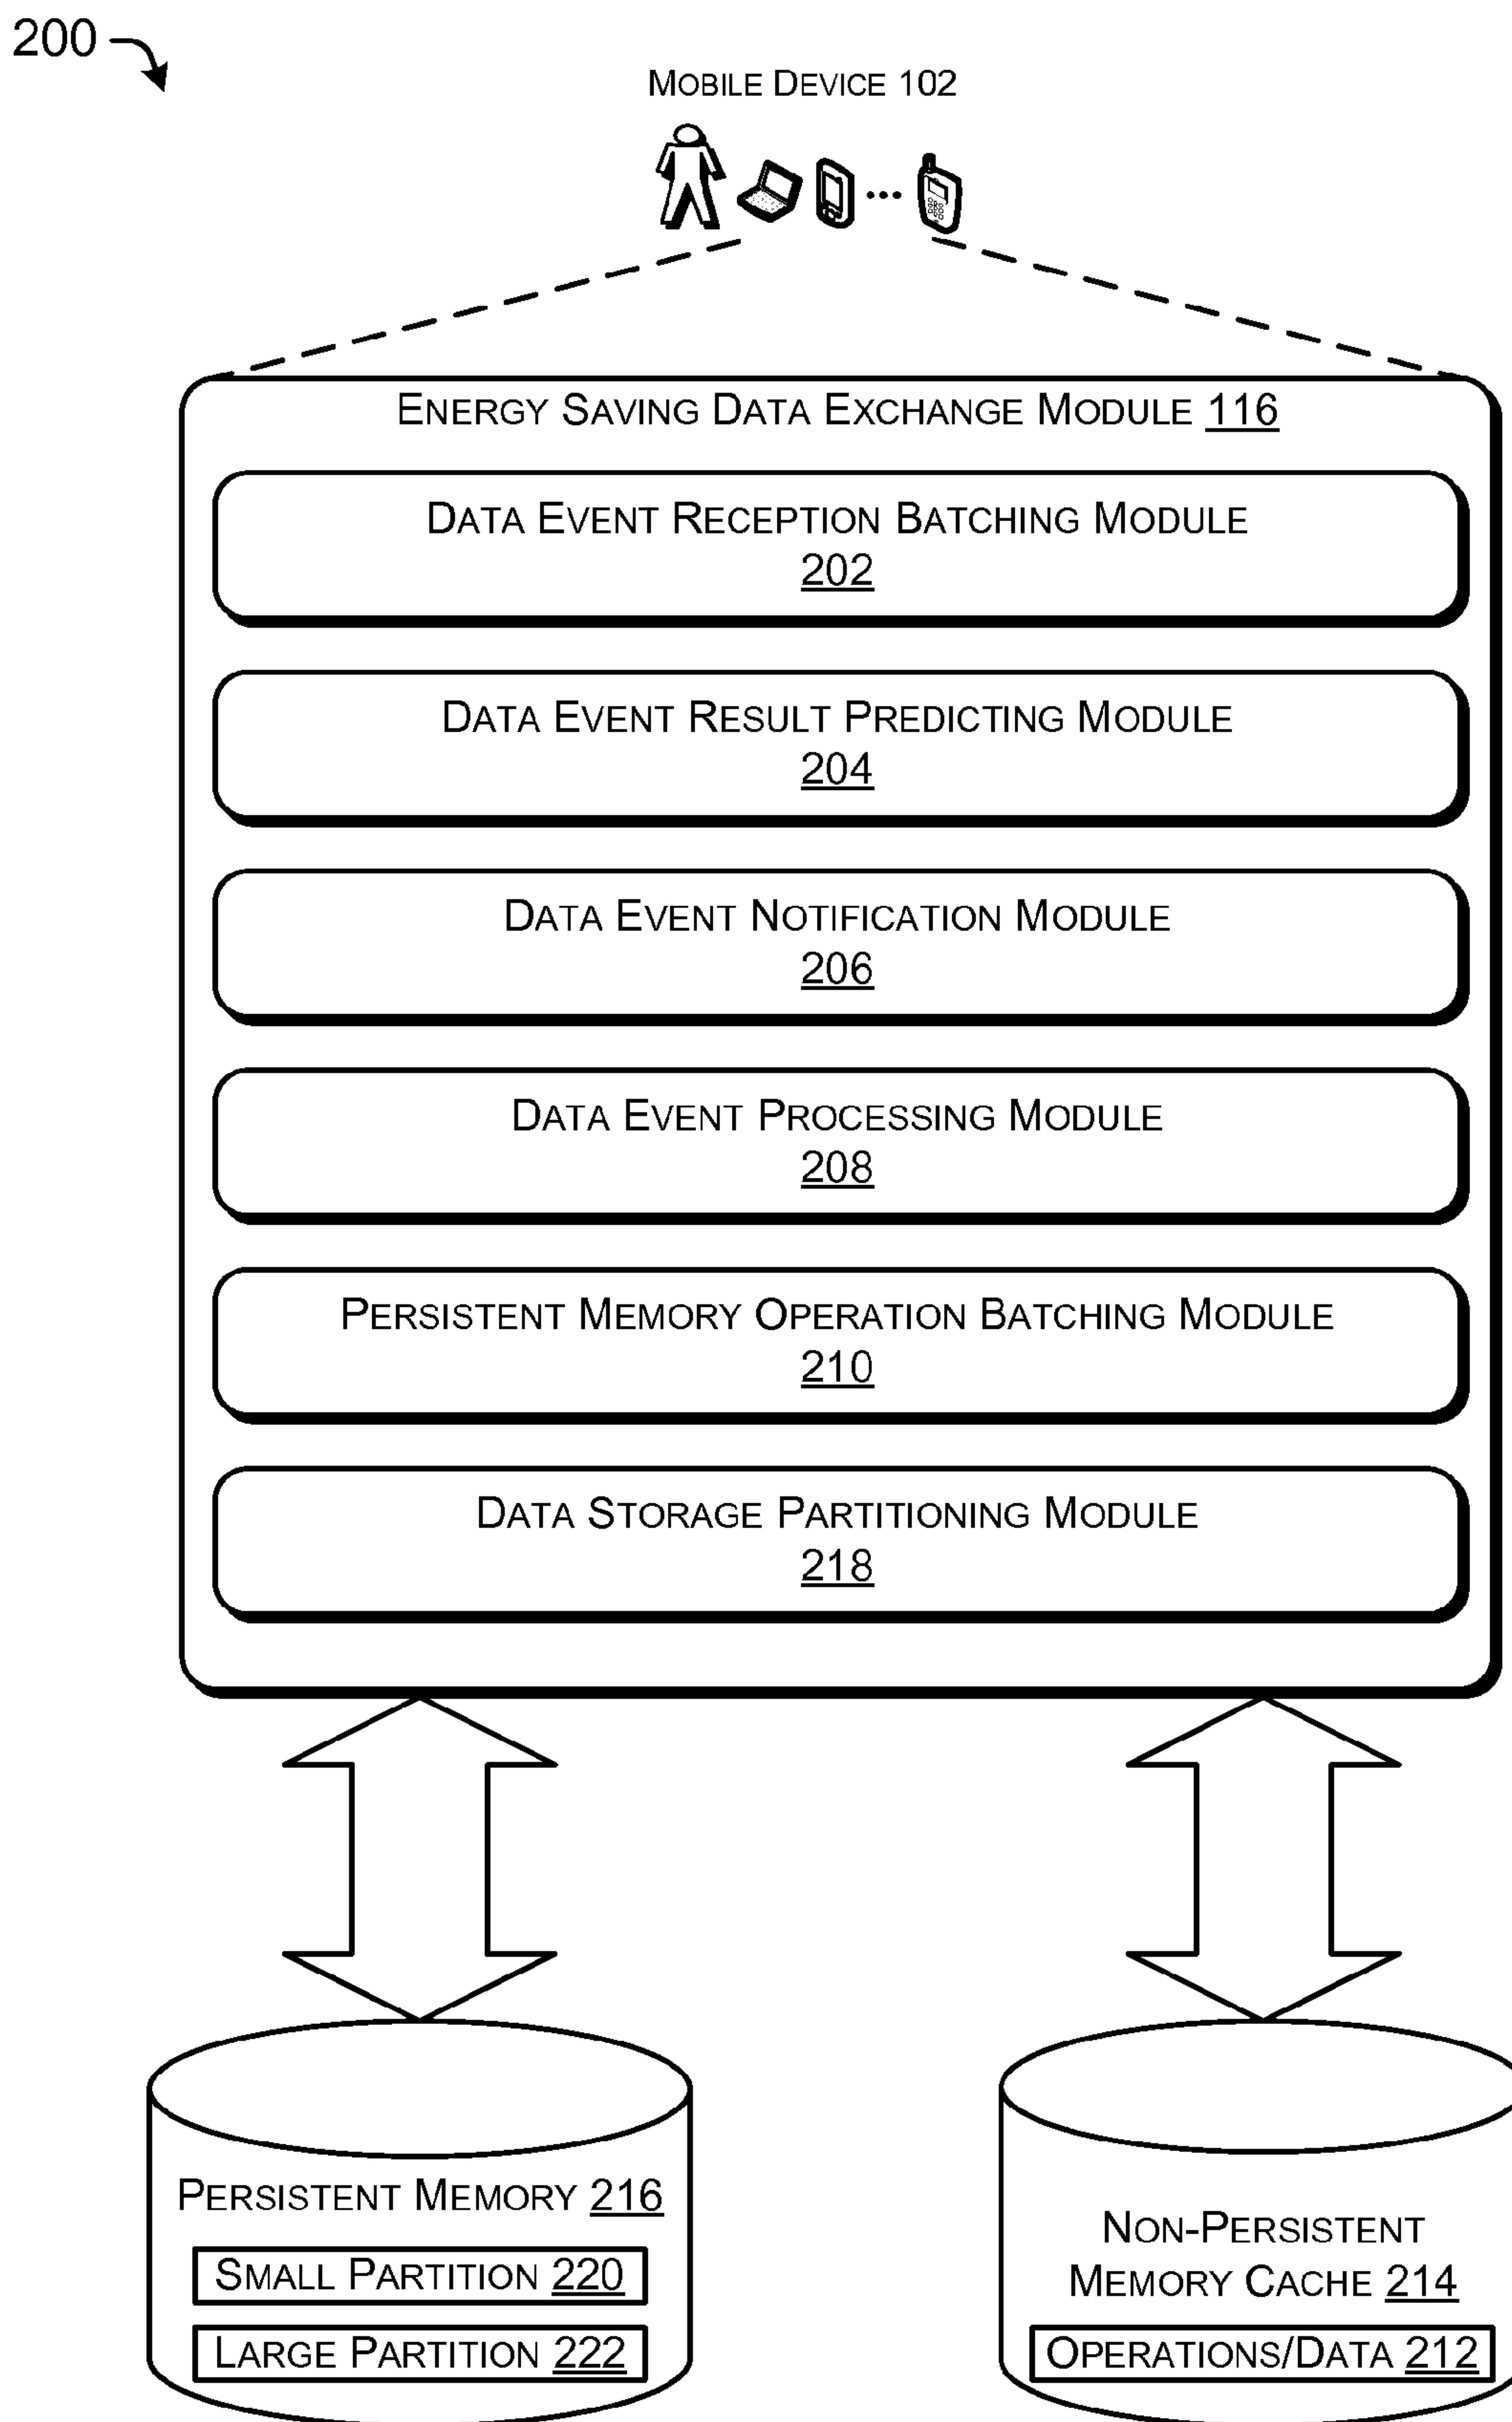 200
MOBILE DEVICE 102
ENERGY SAVING DATA EXCHANGE MODULE 116
DATA EVENT RECEPTION BATCHING MODULE
202
DATA EVENT RESULT PREDICTING MODULE
204
DATA EVENT NOTIFICATION MODULE
206
DATA EVENT PROCESSING MODULE
208
PERSISTENT MEMORY OPERATION BATCHING MODULE
210
DATA STORAGE PARTITIONING MODULE
218
PERSISTENT MEMORY 216
SMALL PARTITION 220
LARGE PARTITION 222
NON-PERSISTENT
MEMORY CACHE 214
OPERATIONS/DATA 212